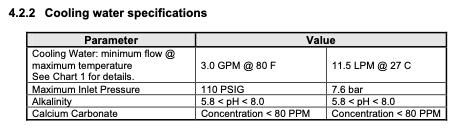 4.2.2 Cooling water specifications
Parameter Value
Cooling Water: minimum flow @
maximum temperature 3.0 GPM @ 80 F 11.5 LPM @ 27 C
See Chart 1 for details.
Maximum Inlet Pressure 110 PSIG 7.6 bar
Alkalinity 5.8 < pH < 8.0 5.8 < pH < 8.0
Calcium Carbonate Concentration < 80 PPM Concentration < 80 PPM